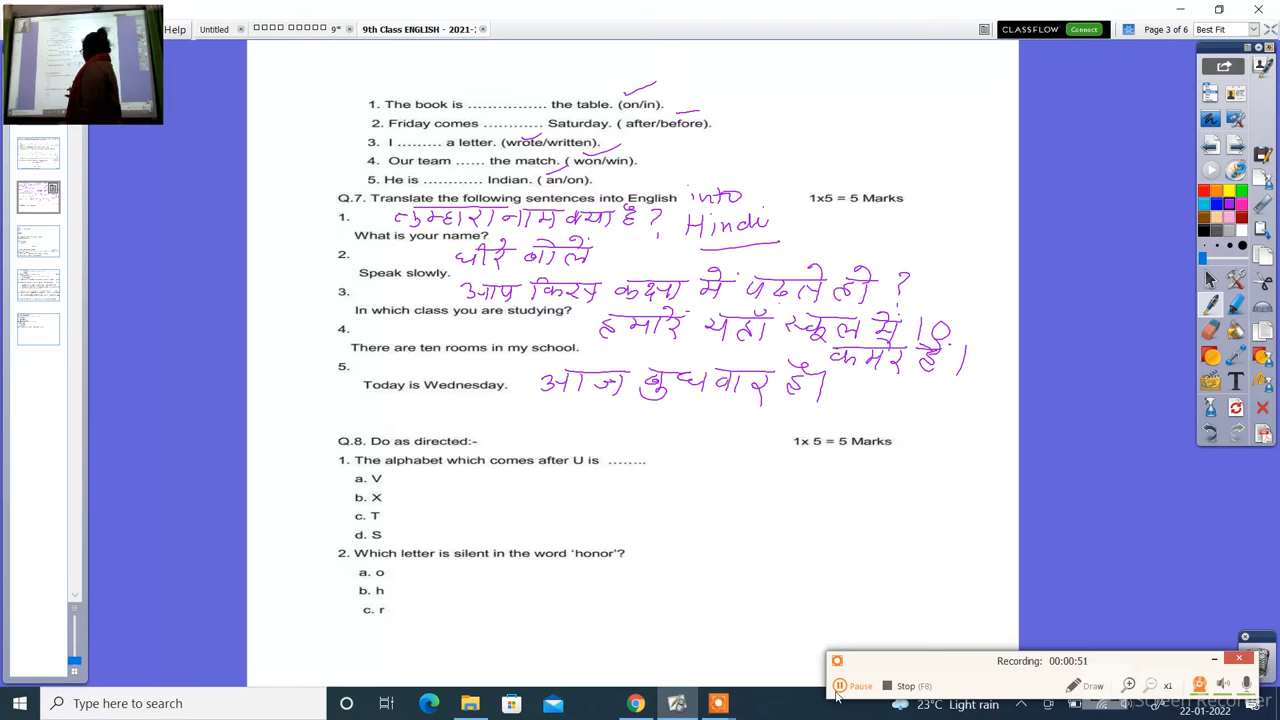 Help Untitled 9th 9th Class ENGLISH - 2021- CLASSFLOW Connect Page 3 of 6 Best Fit
1. The book is ................ the table. (on/in).
2. Friday comes ............ Saturday. ( after/before).
3. I ......... a letter. (wrote/written).
4. Our team ...... the match. ( won/win).
5. He is ............ Indian. ( an/on).
Q.7. Translate the following sentences into English into Hindi 1x5 = 5 Marks
1. तुम्हारा नाम क्या है ?
What is your name?
2. धीरे बोले
Speak slowly.
3. आप किस कक्षा में पढ़ते हो ?
In which class you are studying?
4. हमारे यहाँ स्कूल में 10
कमरे है।
There are ten rooms in my school.
5.
Today is Wednesday. आज बुधवार है।
Q.8. Do as directed:- 1x 5 = 5 Marks
1. The alphabet which comes after U is ........
a. V
b. X
c. T
d. S
2. Which letter is silent in the word ‘honor’?
a. o
b. h
c. r
Recording: 00:00:51
Pause Stop (F8) Draw x1
Type here to search
23°C Light rain
22-01-2022
Screen Recorder